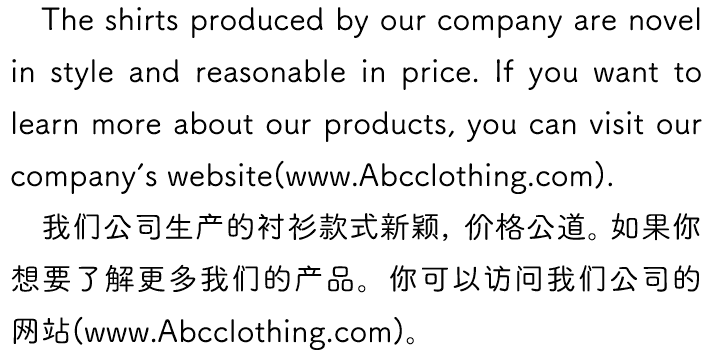 The shirts produced by our company are novel
in style and reasonable in price. If you want to
learn more about our products, you can visit our
company's website(www.Abcclothing.com).
我们公司生产的衬衫款式新颖，价格公道。如果你
想要了解更多我们的产品。你可以访问我们公司的
网站(www.Abcclothing.com)。